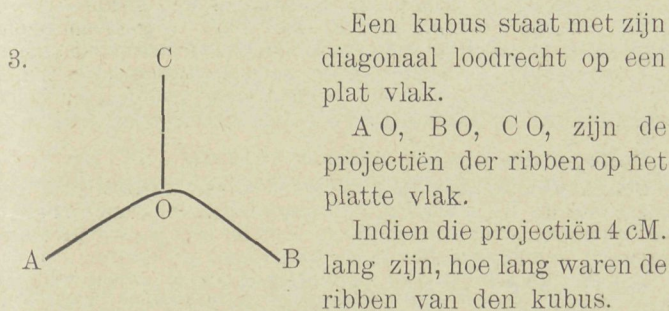 3.
Een kubus staat met zijn
diagonaal loodrecht op een
plat vlak.
A O, B O, C O, zijn de
projectiën der ribben op het
platte vlak.
Indien die projectiën 4 cM.
lang zijn, hoe lang waren de
ribben van den kubus.
C
O
A
B